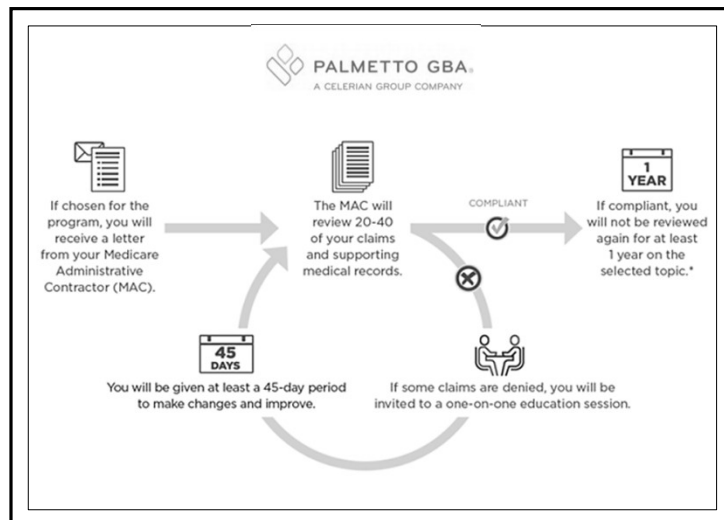 PALMETTO GBA®
A CELERIAN GROUP COMPANY
If chosen for the
program, you will
receive a letter
from your Medicare
Administrative
Contractor (MAC).
The MAC will
review 20-40
of your claims
and supporting
medical records.
COMPLIANT
1
YEAR
If compliant, you
will not be reviewed
again for at least
1 year on the
selected topic.*
45
DAYS
You will be given at least a 45-day period
to make changes and improve.
If some claims are denied, you will be
invited to a one-on-one education session.